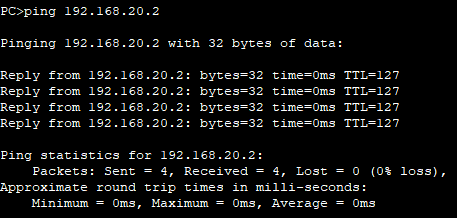 PC>ping 192.168.20.2
Pinging 192.168.20.2 with 32 bytes of data:
Reply from 192.168.20.2: bytes=32 time=0ms TTL=127
Reply from 192.168.20.2: bytes=32 time=0ms TTL=127
Reply from 192.168.20.2: bytes=32 time=0ms TTL=127
Reply from 192.168.20.2: bytes=32 time=0ms TTL=127
Ping statistics for 192.168.20.2:
    Packets: Sent = 4, Received = 4, Lost = 0 (0% loss),
Approximate round trip times in milli-seconds:
    Minimum = 0ms, Maximum = 0ms, Average = 0ms